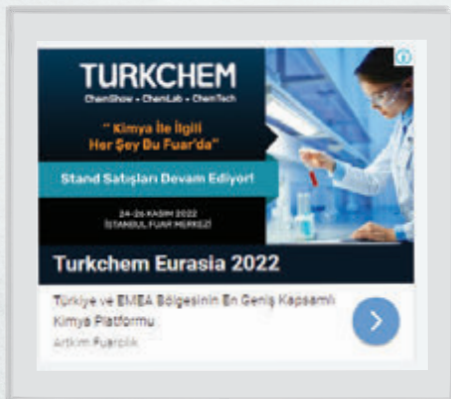 TURKCHEM
ChemShow - ChemLab - ChemTech
" Kimya İle İlgili
Her Şey Bu Fuar'da"
Stand Satışları Devam Ediyor!
24-26 KASIM 2022
İSTANBUL FUAR MERKEZİ
Turkchem Eurasia 2022
Türkiye ve EMEA Bölgesinin En Geniş Kapsamlı
Kimya Platformu
Artkim Fuarcılık